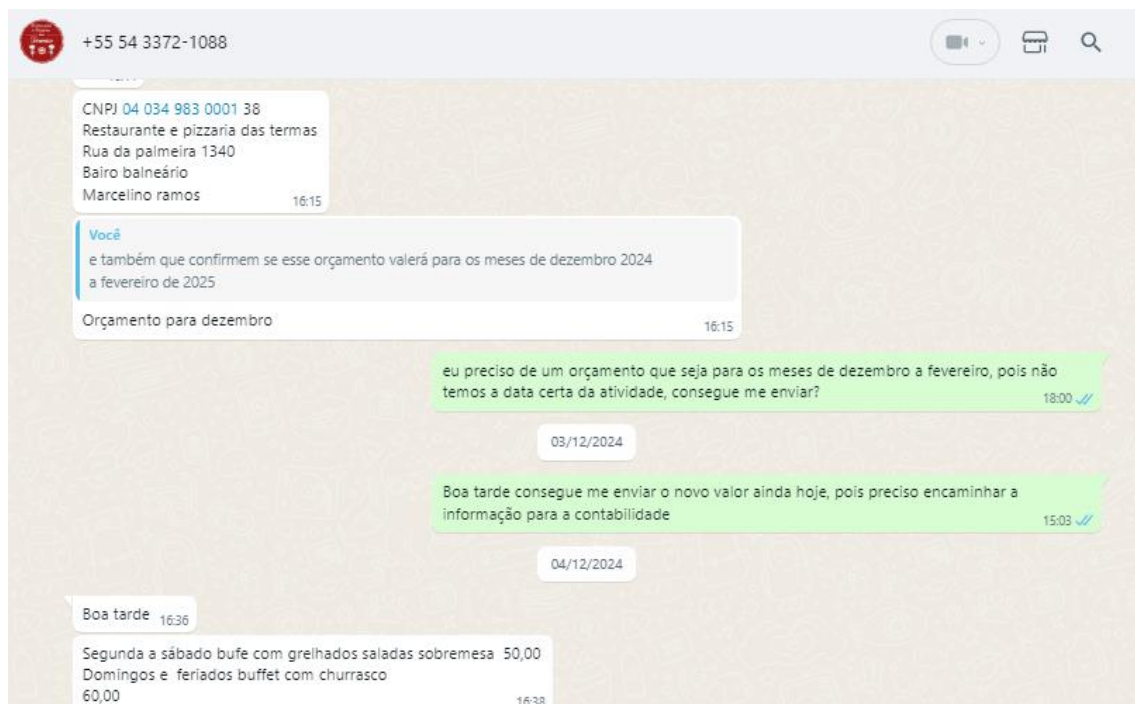 +55 54 3372-1088
CNPJ 04 034 983 0001 38
Restaurante e pizzaria das termas
Rua da palmeira 1340
Bairo balneário
Marcelino ramos
16:15
Você
e também que confirmem se esse orçamento valerá para os meses de dezembro 2024
a fevereiro de 2025
Orçamento para dezembro
16:15
eu preciso de um orçamento que seja para os meses de dezembro a fevereiro, pois não
temos a data certa da atividade, consegue me enviar?
18:00
03/12/2024
Boa tarde consegue me enviar o novo valor ainda hoje, pois preciso encaminhar a
informação para a contabilidade
15:03
04/12/2024
Boa tarde 16:36
Segunda a sábado bufe com grelhados saladas sobremesa 50,00
Domingos e feriados buffet com churrasco
60,00
16:38